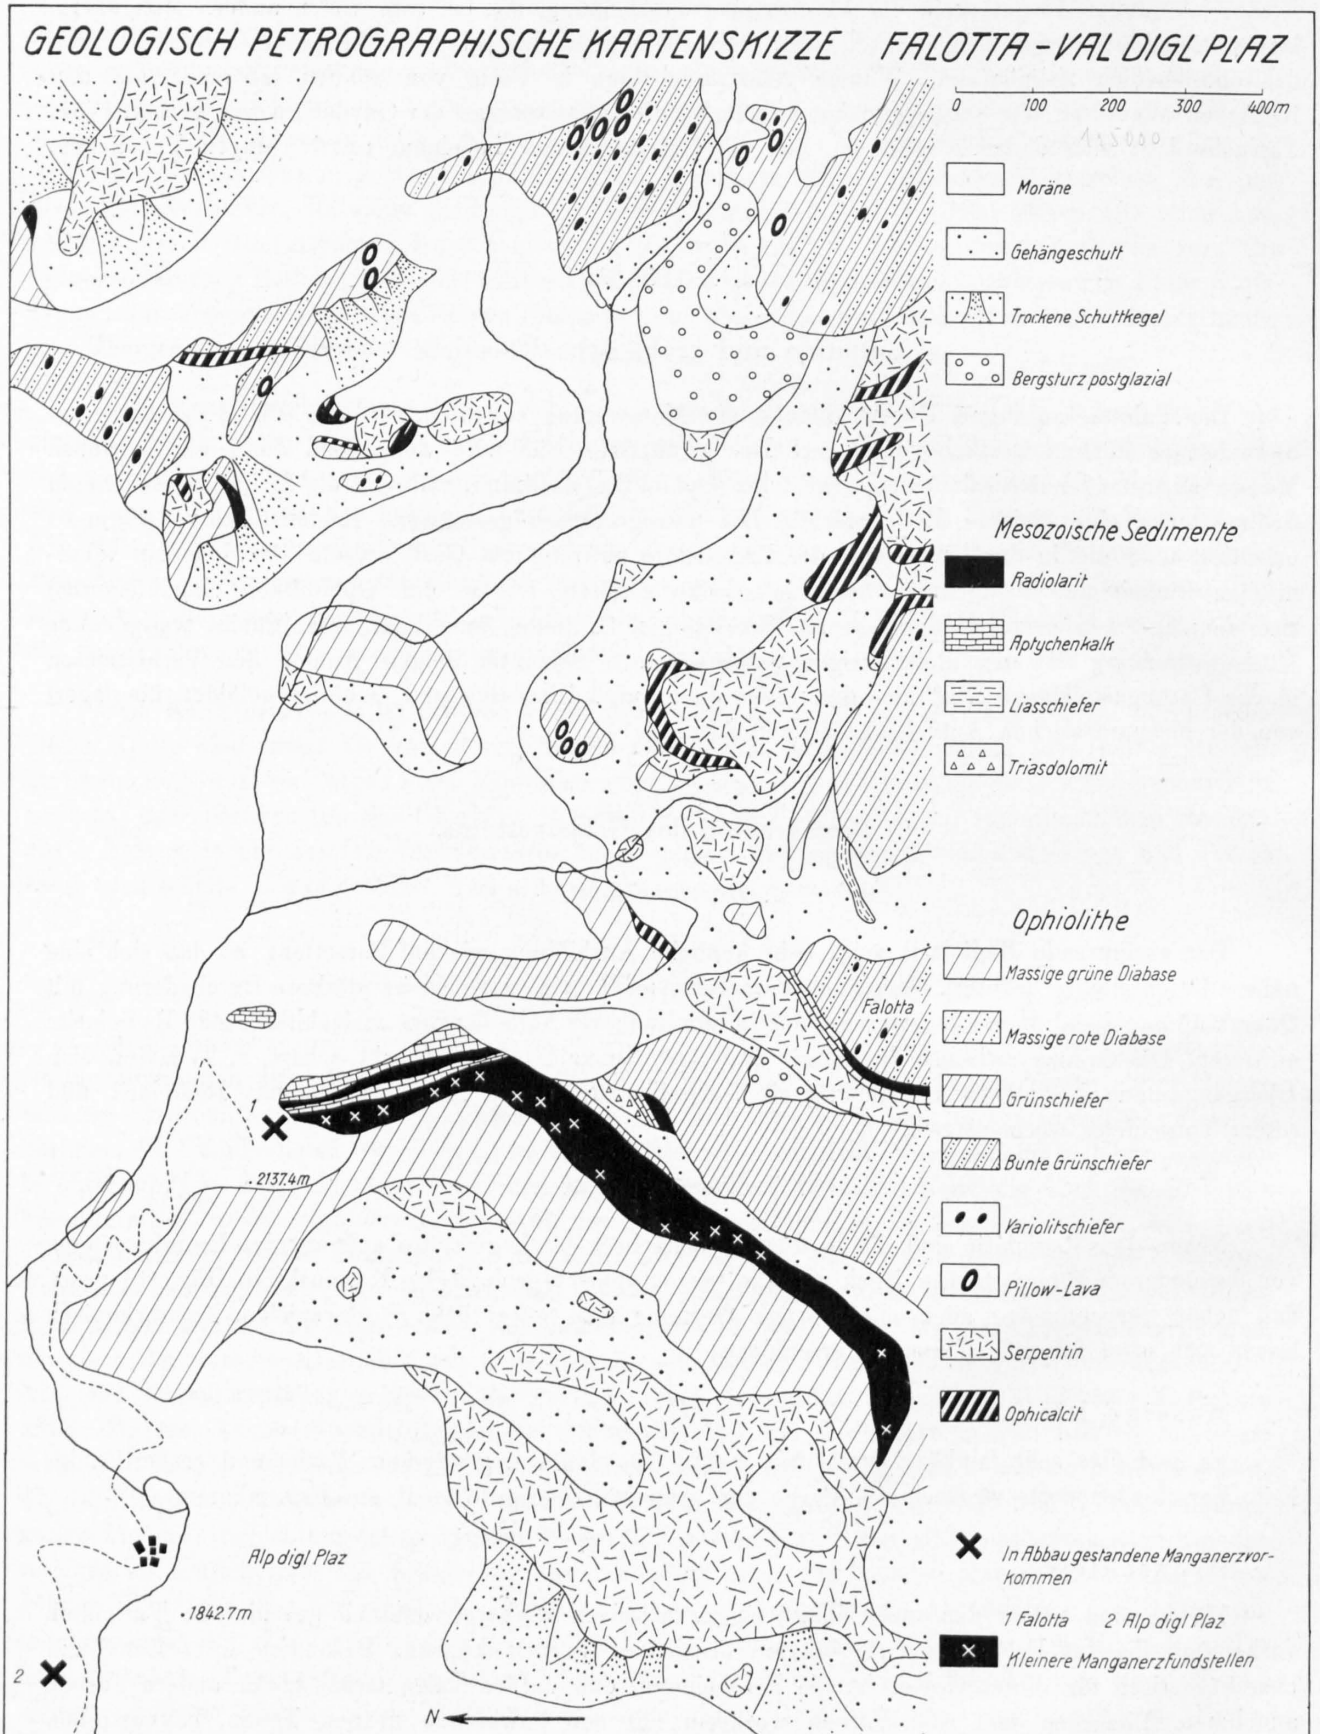 GEOLOGISCH PETROGRAPHISCHE KARTENSKIZZE FALOTTA - VAL DIGL PLAZ
0 100 200 300 400m
Moräne
Gehängeschutt
Trockene Schuttkegel
Bergsturz postglazial
Mesozoische Sedimente
Radiolarit
Aptychenkalk
Liasschiefer
Triasdolomit
Ophiolithe
Massige grüne Diabase
Massige rote Diabase
Grünschiefer
Bunte Grünschiefer
Variolitschiefer
Pillow-Lava
Serpentin
Ophicalcit
In Abbau gestandene Manganerzvor-
kommen
1 Falotta 2 Alp digl Plaz
Kleinere Manganerzfundstellen
Falotta
1
2137.4m
Alp digl Plaz
1842.7m
2
N